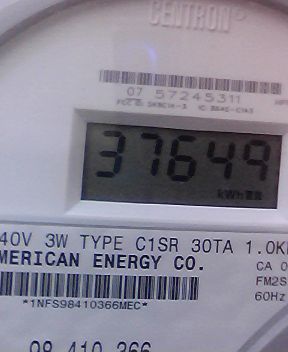 CENTRON®
07 57245311
37649
kWh
40V 3W TYPE C1SR 30TA 1.0K
MERICAN ENERGY CO.
CA 0
FM2S
60Hz
*1NFS98410366MEC*
98 410 366